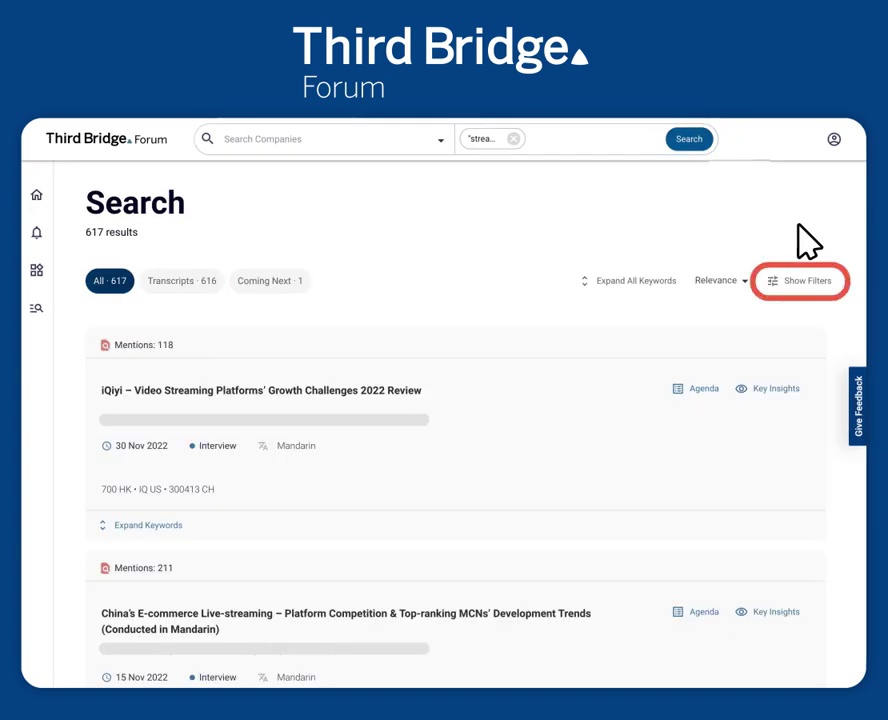 Third Bridge
Forum
Third Bridge Forum
Search Companies
"strea...
Search
Search
617 results
All · 617
Transcripts · 616
Coming Next · 1
Expand All Keywords
Relevance
Show Filters
Mentions: 118
iQiyi – Video Streaming Platforms' Growth Challenges 2022 Review
Agenda
Key Insights
30 Nov 2022
Interview
Mandarin
700 HK • IQ US • 300413 CH
Expand Keywords
Give Feedback
Mentions: 211
China's E-commerce Live-streaming – Platform Competition & Top-ranking MCNs' Development Trends
(Conducted in Mandarin)
Agenda
Key Insights
15 Nov 2022
Interview
Mandarin